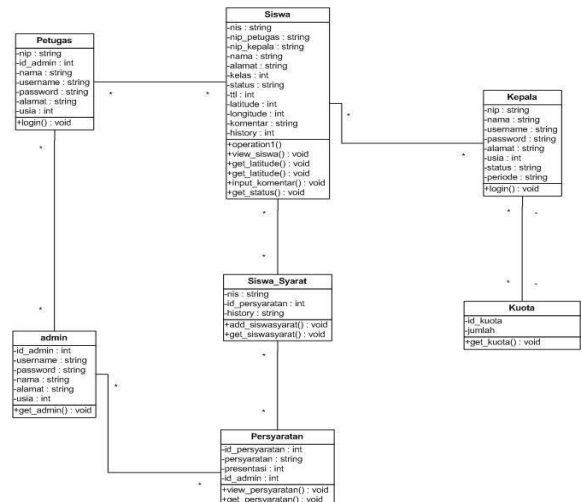 Petugas
-nip : string
-id_admin : int
-nama : string
-username : string
-password : string
-alamat : string
-usia : int
+login() : void
Siswa
-nis : string
-nip_petugas : string
-nip_kepala : string
-nama : string
-alamat : string
-kelas : int
-status : string
-ttl : int
-latitude : int
-longitude : int
-komentar : string
-history : int
+operation1()
+view_siswa() : void
+get_latitude() : void
+get_latitude() : void
+input_komentar() : void
+get_status() : void
Kepala
-nip : string
-nama : string
-username : string
-password : string
-alamat : string
-usia : int
-status : string
-periode : string
+login() : void
Siswa_Syarat
-nis : string
-id_persyaratan : int
-history : string
+add_siswasyarat() : void
+get_siswasyarat() : void
Kuota
-id_kuota
-jumlah
+get_kuota() : void
admin
-id_admin : int
-username : string
-password : string
-nama : string
-alamat : string
-usia : int
+get_admin() : void
Persyaratan
-id_persyaratan : int
-persyaratan : string
-presentasi : int
-id_admin : int
+view_persyaratan() : void
+get_persyaratan() : void